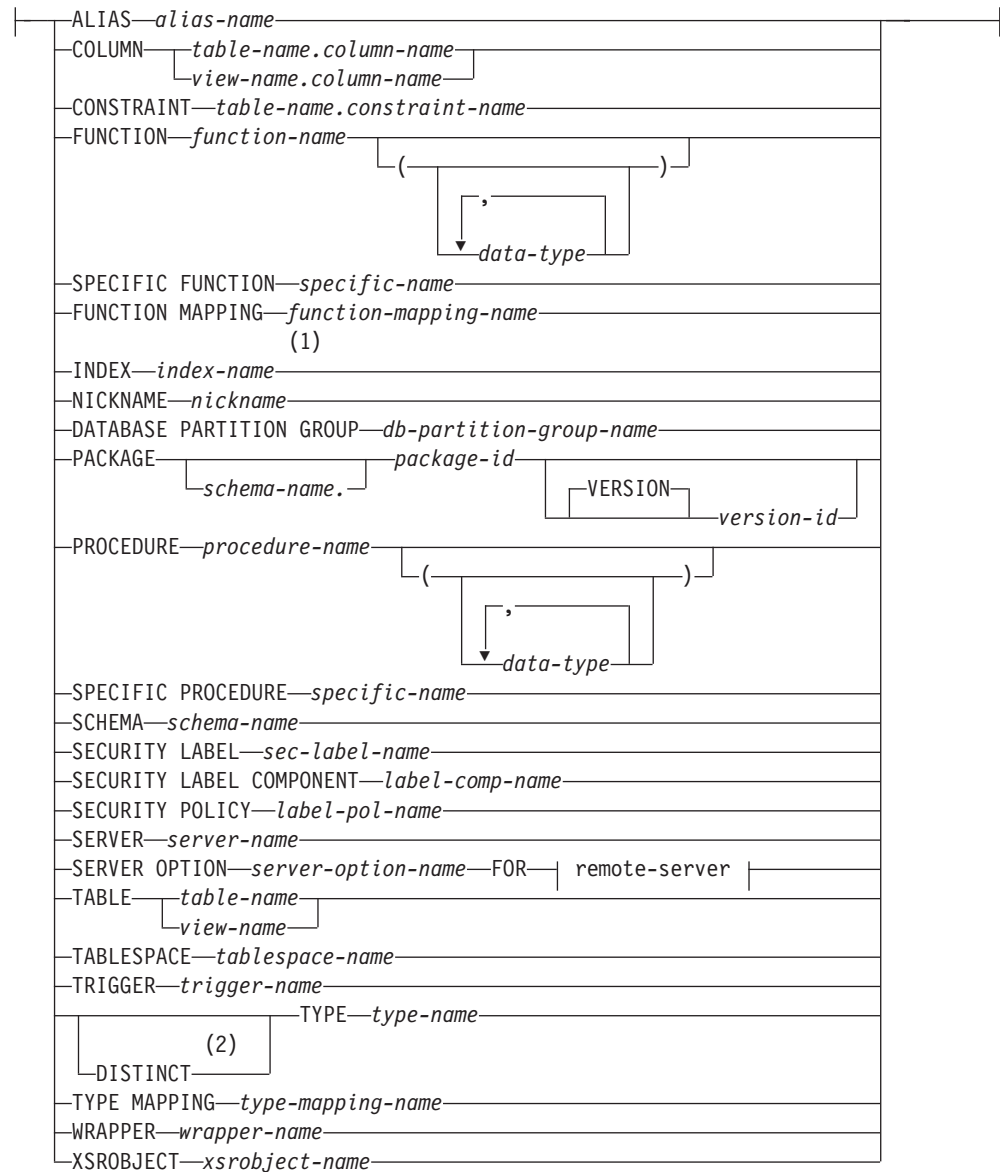 ALIAS alias-name
COLUMN table-name.column-name
view-name.column-name
CONSTRAINT table-name.constraint-name
FUNCTION function-name
( )
,
data-type
SPECIFIC FUNCTION specific-name
FUNCTION MAPPING function-mapping-name
(1)
INDEX index-name
NICKNAME nickname
DATABASE PARTITION GROUP db-partition-group-name
PACKAGE package-id
schema-name. VERSION
version-id
PROCEDURE procedure-name
( )
,
data-type
SPECIFIC PROCEDURE specific-name
SCHEMA schema-name
SECURITY LABEL sec-label-name
SECURITY LABEL COMPONENT label-comp-name
SECURITY POLICY label-pol-name
SERVER server-name
SERVER OPTION server-option-name FOR remote-server
TABLE table-name
view-name
TABLESPACE tablespace-name
TRIGGER trigger-name
TYPE type-name
(2)
DISTINCT
TYPE MAPPING type-mapping-name
WRAPPER wrapper-name
XSROBJECT xsrobject-name